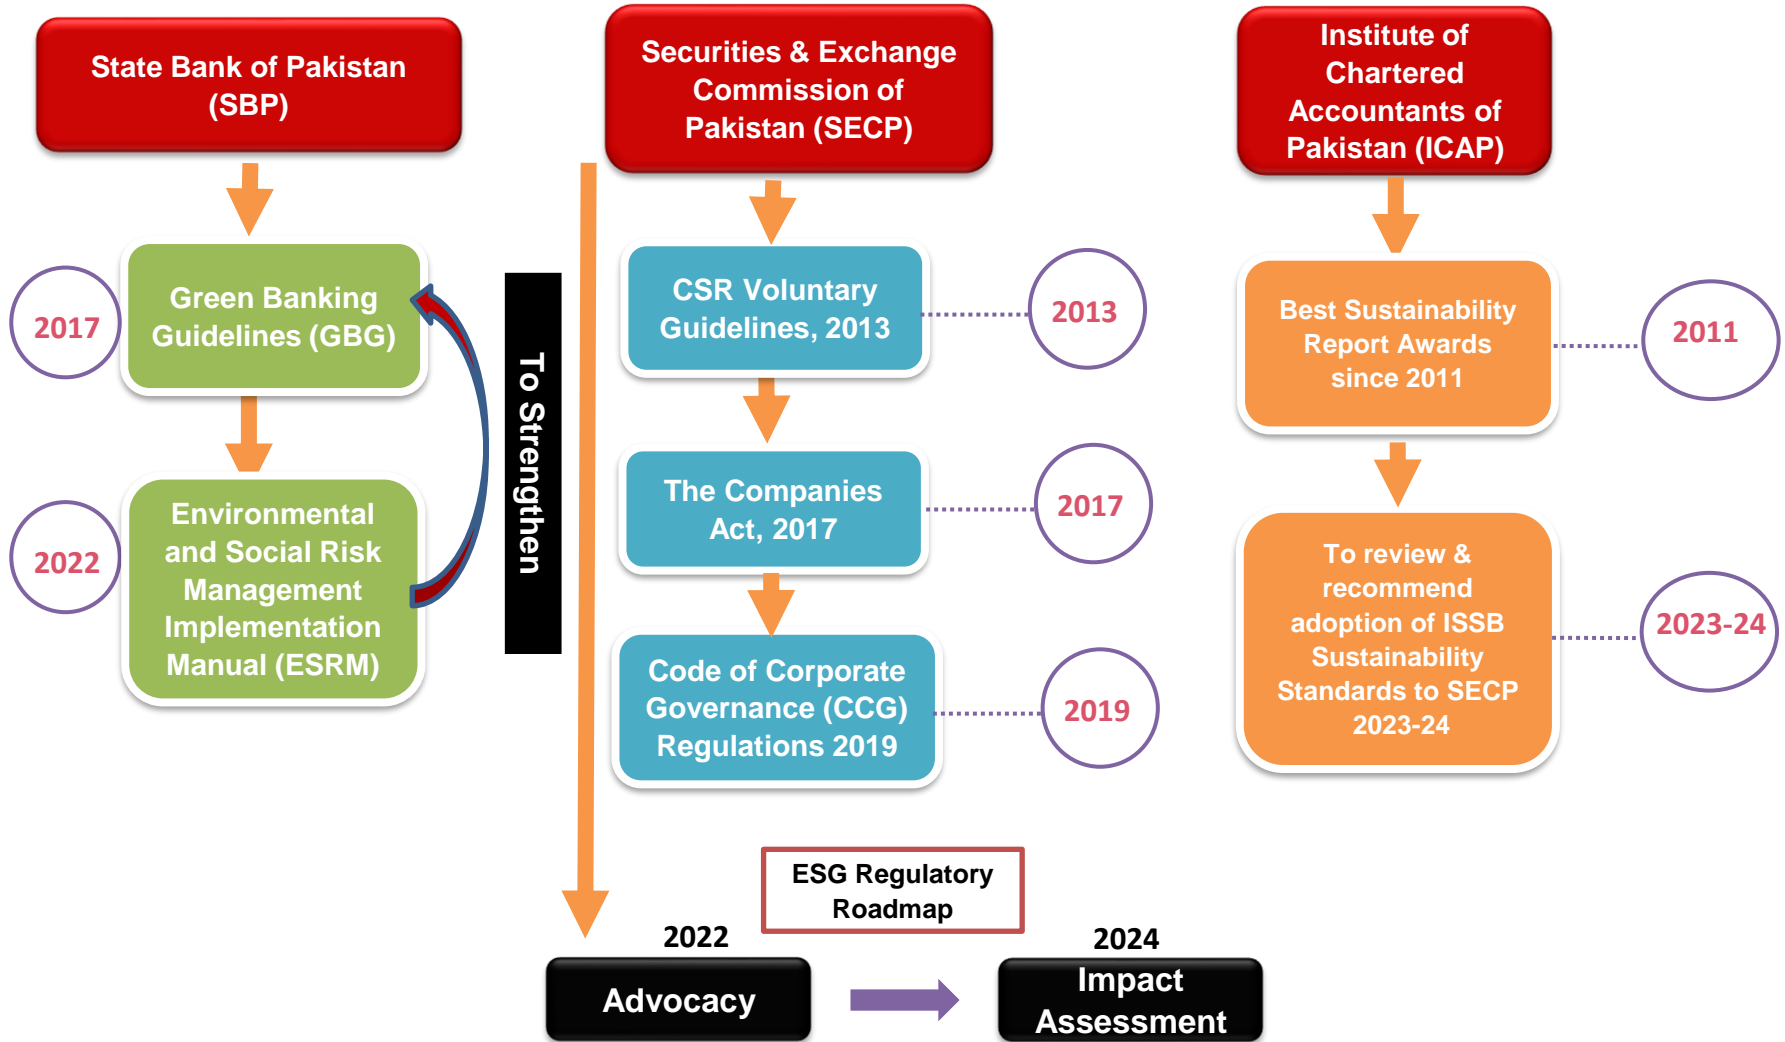 State Bank of Pakistan
(SBP)
2017
Green Banking
Guidelines (GBG)
2022
Environmental
and Social Risk
Management
Implementation
Manual (ESRM)
To Strengthen
Securities & Exchange
Commission of
Pakistan (SECP)
CSR Voluntary
Guidelines, 2013
2013
The Companies
Act, 2017
2017
Code of Corporate
Governance (CCG)
Regulations 2019
2019
Institute of
Chartered
Accountants of
Pakistan (ICAP)
Best Sustainability
Report Awards
since 2011
2011
To review &
recommend
adoption of ISSB
Sustainability
Standards to SECP
2023-24
2023-24
ESG Regulatory
Roadmap
2022
Advocacy
2024
Impact
Assessment